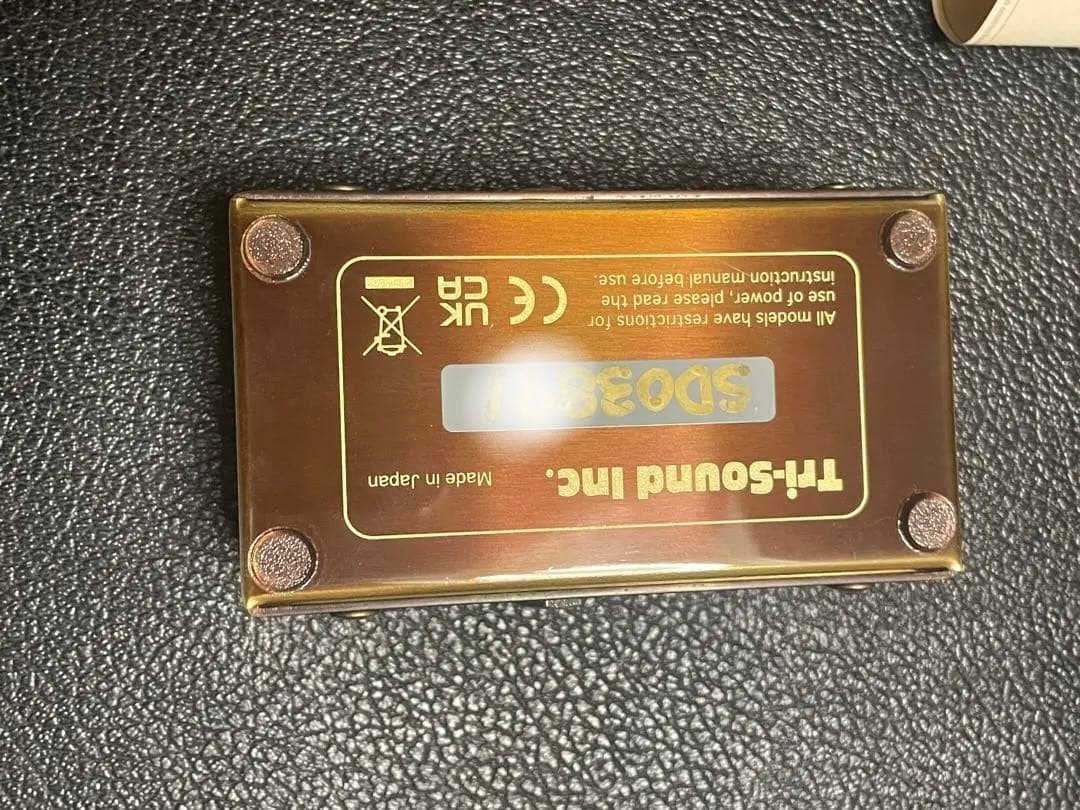 Tri-Sound Inc. Made in Japan
All models have restrictions for
use of power, please read the
instruction manual before use.
CE
UK
CA